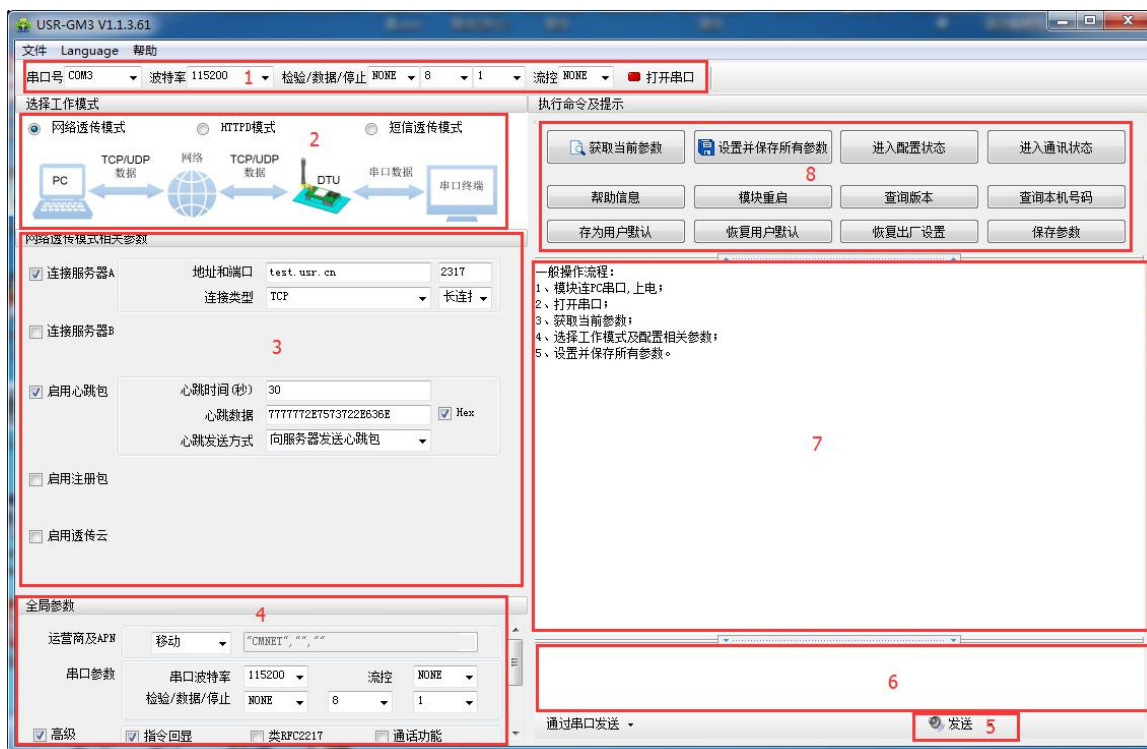 USR-GM3 V1.1.3.61
文件 Language 帮助
串口号 COM3 波特率 115200 1 检验/数据/停止 NONE 8 1 流控 NONE 打开串口
选择工作模式
网络透传模式 HTTPD模式 短信透传模式
2
PC
TCP/UDP
数据
网络
TCP/UDP
数据
DTU
串口数据
串口终端
网络透传模式相关参数
连接服务器A 地址和端口 test.usr.cn 2317
连接类型 TCP
连接服务器B
3
启用心跳包 心跳时间(秒) 30
心跳数据 7777772E7573722E636E Hex
心跳发送方式 向服务器发送心跳包
启用注册包
启用透传云
全局参数
4
运营商及APN 移动 "CMNET","",""
串口参数 串口波特率 115200 流控 NONE
检验/数据/停止 NONE 8 1
高级 指令回显 类RFC2217 通话功能
执行命令及提示
获取当前参数 设置并保存所有参数 进入配置状态 进入通讯状态
8
帮助信息 模块重启 查询版本 查询本机号码
存为用户默认 恢复用户默认 恢复出厂设置 保存参数
一般操作流程：
1、模块连PC串口,上电；
2、打开串口；
3、获取当前参数；
4、选择工作模式及配置相关参数；
5、设置并保存所有参数。
7
6
通过串口发送 发送 5